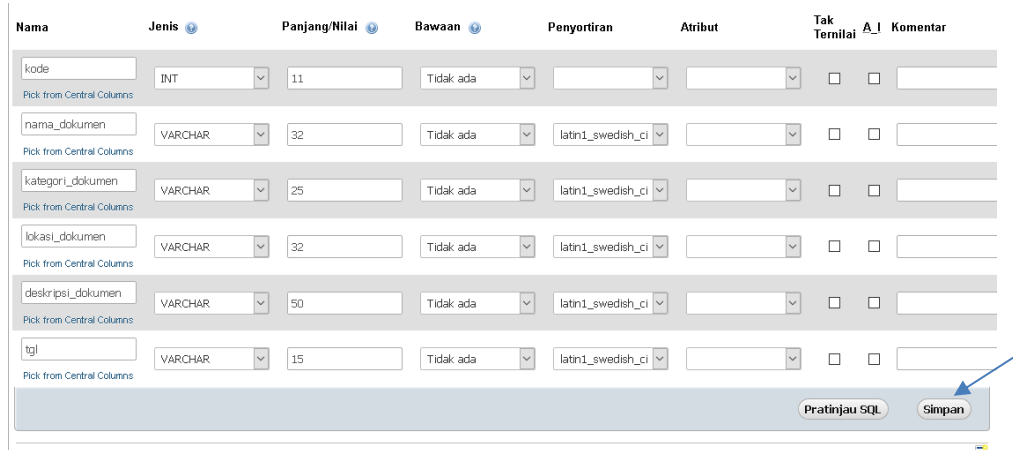 Nama Jenis Panjang/Nilai Bawaan Penyortiran Atribut Tak Ternilai A_I Komentar
kode INT 11 Tidak ada
Pick from Central Columns
nama_dokumen VARCHAR 32 Tidak ada latin1_swedish_ci
Pick from Central Columns
kategori_dokumen VARCHAR 25 Tidak ada latin1_swedish_ci
Pick from Central Columns
lokasi_dokumen VARCHAR 32 Tidak ada latin1_swedish_ci
Pick from Central Columns
deskripsi_dokumen VARCHAR 50 Tidak ada latin1_swedish_ci
Pick from Central Columns
tgl VARCHAR 15 Tidak ada latin1_swedish_ci
Pick from Central Columns
Pratinjau SQL Simpan